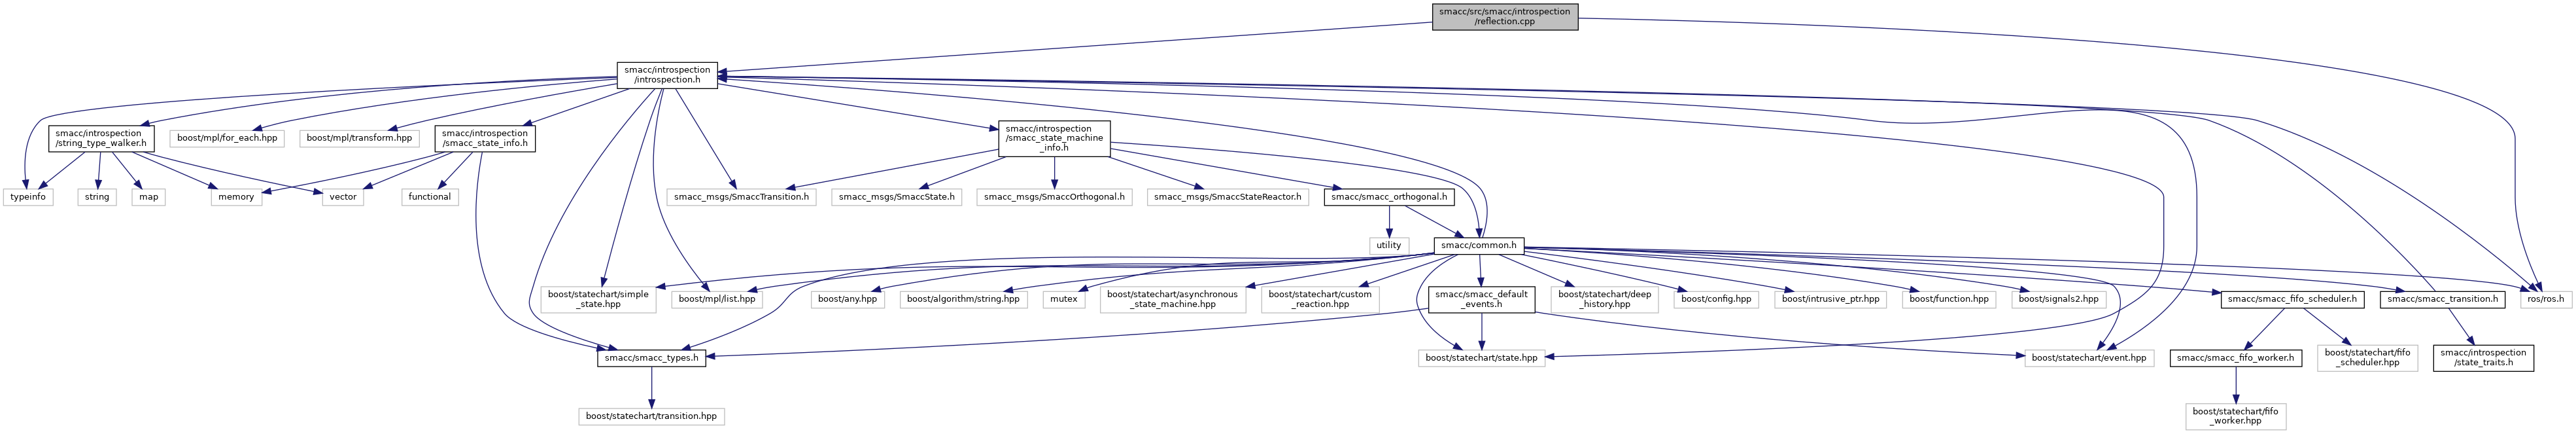 smacc/src/smacc/introspection
/reflection.cpp
smacc/introspection
/introspection.h
smacc/introspection
/string_type_walker.h
boost/mpl/for_each.hpp
boost/mpl/transform.hpp
smacc/introspection
/smacc_state_info.h
smacc/introspection
/smacc_state_machine
_info.h
typeinfo
string
map
memory
vector
functional
smacc_msgs/SmaccTransition.h
smacc_msgs/SmaccState.h
smacc_msgs/SmaccOrthogonal.h
smacc_msgs/SmaccStateReactor.h
smacc/smacc_orthogonal.h
utility
smacc/common.h
boost/statechart/simple
_state.hpp
boost/mpl/list.hpp
boost/any.hpp
boost/algorithm/string.hpp
mutex
boost/statechart/asynchronous
_state_machine.hpp
boost/statechart/custom
_reaction.hpp
smacc/smacc_default
_events.h
boost/statechart/deep
_history.hpp
boost/config.hpp
boost/intrusive_ptr.hpp
boost/function.hpp
boost/signals2.hpp
smacc/smacc_fifo_scheduler.h
smacc/smacc_transition.h
ros/ros.h
smacc/smacc_types.h
boost/statechart/state.hpp
boost/statechart/event.hpp
smacc/smacc_fifo_worker.h
boost/statechart/fifo
_scheduler.hpp
smacc/introspection
/state_traits.h
boost/statechart/transition.hpp
boost/statechart/fifo
_worker.hpp